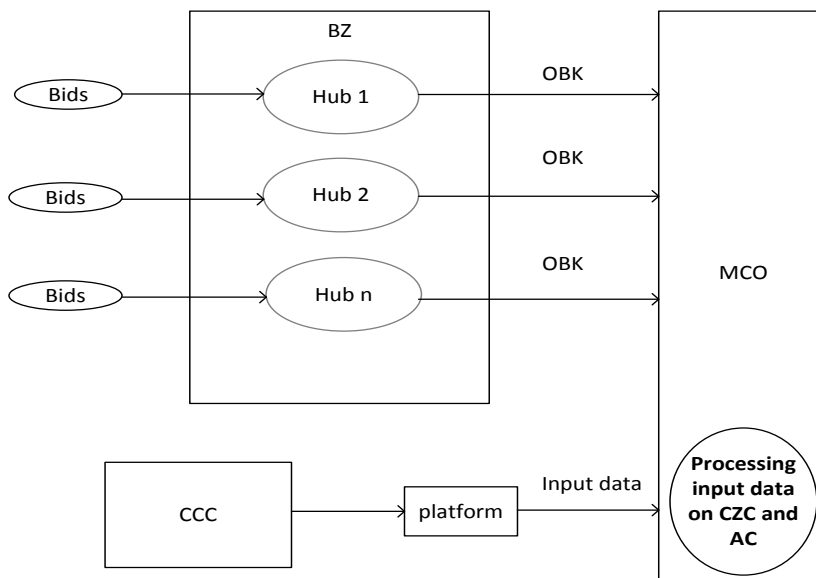 BZ
Bids
Hub 1
OBK
Bids
Hub 2
OBK
Bids
Hub n
OBK
MCO
CCC
platform
Input data
Processing
input data
on CZC and
AC